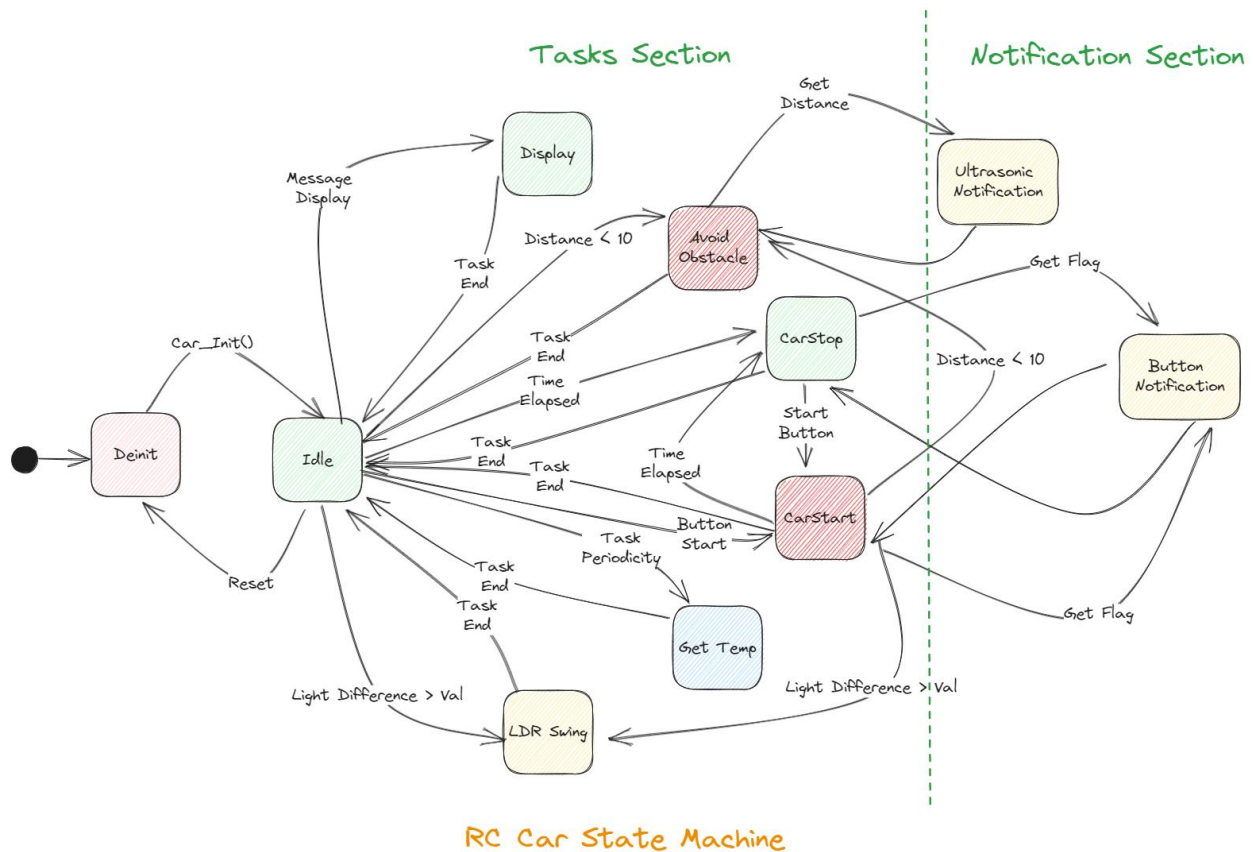 Tasks Section
Notification Section
Get
Distance
Display
Ultrasonic
Notification
Message
Display
Distance < 10
Avoid
Obstacle
Task
End
Get Flag
Car_Init()
Task
End
CarStop
Distance < 10
Button
Notification
Time
Elapsed
Start
Button
Deinit
Idle
Task
End
Time
Elapsed
Task
End
CarStart
Button
Start
Task
Periodicity
Reset
Task
End
Task
End
Get Flag
Get Temp
Light Difference > Val
Light Difference > Val
LDR Swing
RC Car State Machine